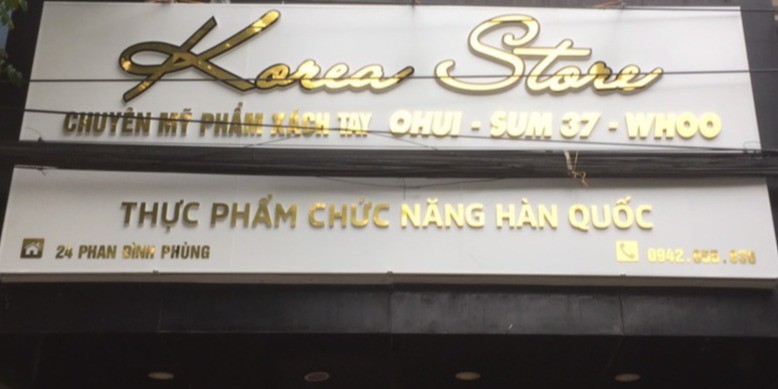 Korea Store
CHUYÊN MỸ PHẨM XÁCH TAY OHUI - SUM 37 - WHOO
THỰC PHẨM CHỨC NĂNG HÀN QUỐC
24 PHAN ĐÌNH PHÙNG